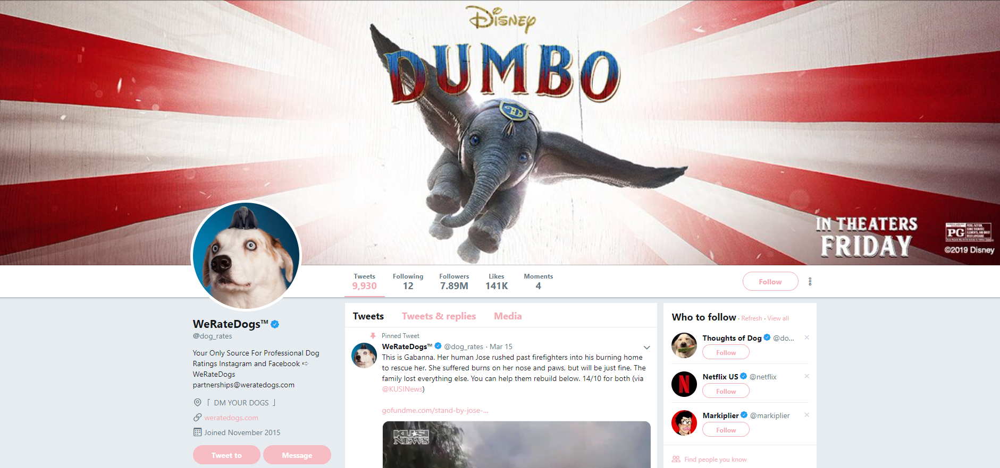 Disney
DUMBO
IN THEATERS
FRIDAY
PG
©2019 Disney
Tweets
9,930
Following
12
Followers
7.89M
Likes
141K
Moments
4
Follow
WeRateDogs™
@dog_rates
Your Only Source For Professional Dog
Ratings Instagram and Facebook ➪
WeRateDogs
partnerships@weratedogs.com
「 DM YOUR DOGS 」
weratedogs.com
Joined November 2015
Tweet to
Message
Tweets
Tweets & replies
Media
Pinned Tweet
WeRateDogs™ @dog_rates · Mar 15
This is Gabanna. Her human Jose rushed past firefighters into his burning home
to rescue her. She suffered burns on her nose and paws, but will be just fine. The
family lost everything else. You can help them rebuild below. 14/10 for both (via
@KUSINews)
gofundme.com/stand-by-jose-...
KUSI
NEWS
Who to follow · Refresh · View all
Thoughts of Dog @do...
Follow
Netflix US @netflix
Follow
Markiplier @markiplier
Follow
Find people you know